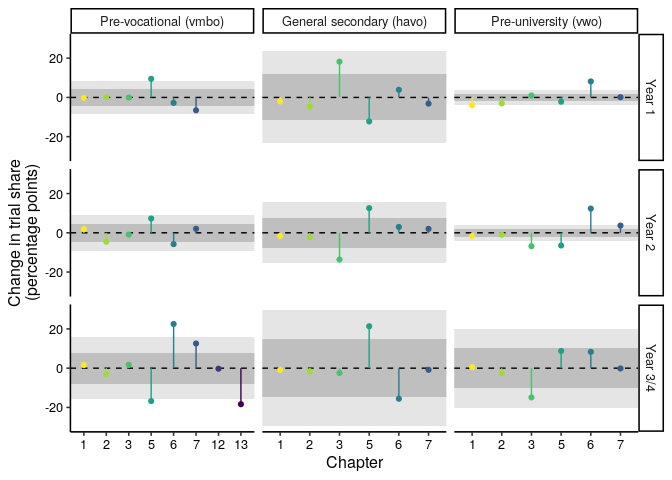 Pre-vocational (vmbo) General secondary (havo) Pre-university (vwo)
20
0
-20
Year 1
20
0
-20
Year 2
20
0
-20
Year 3/4
Change in trial share
(percentage points)
1 2 3 5 6 7 12 13 1 2 3 5 6 7 1 2 3 5 6 7
Chapter